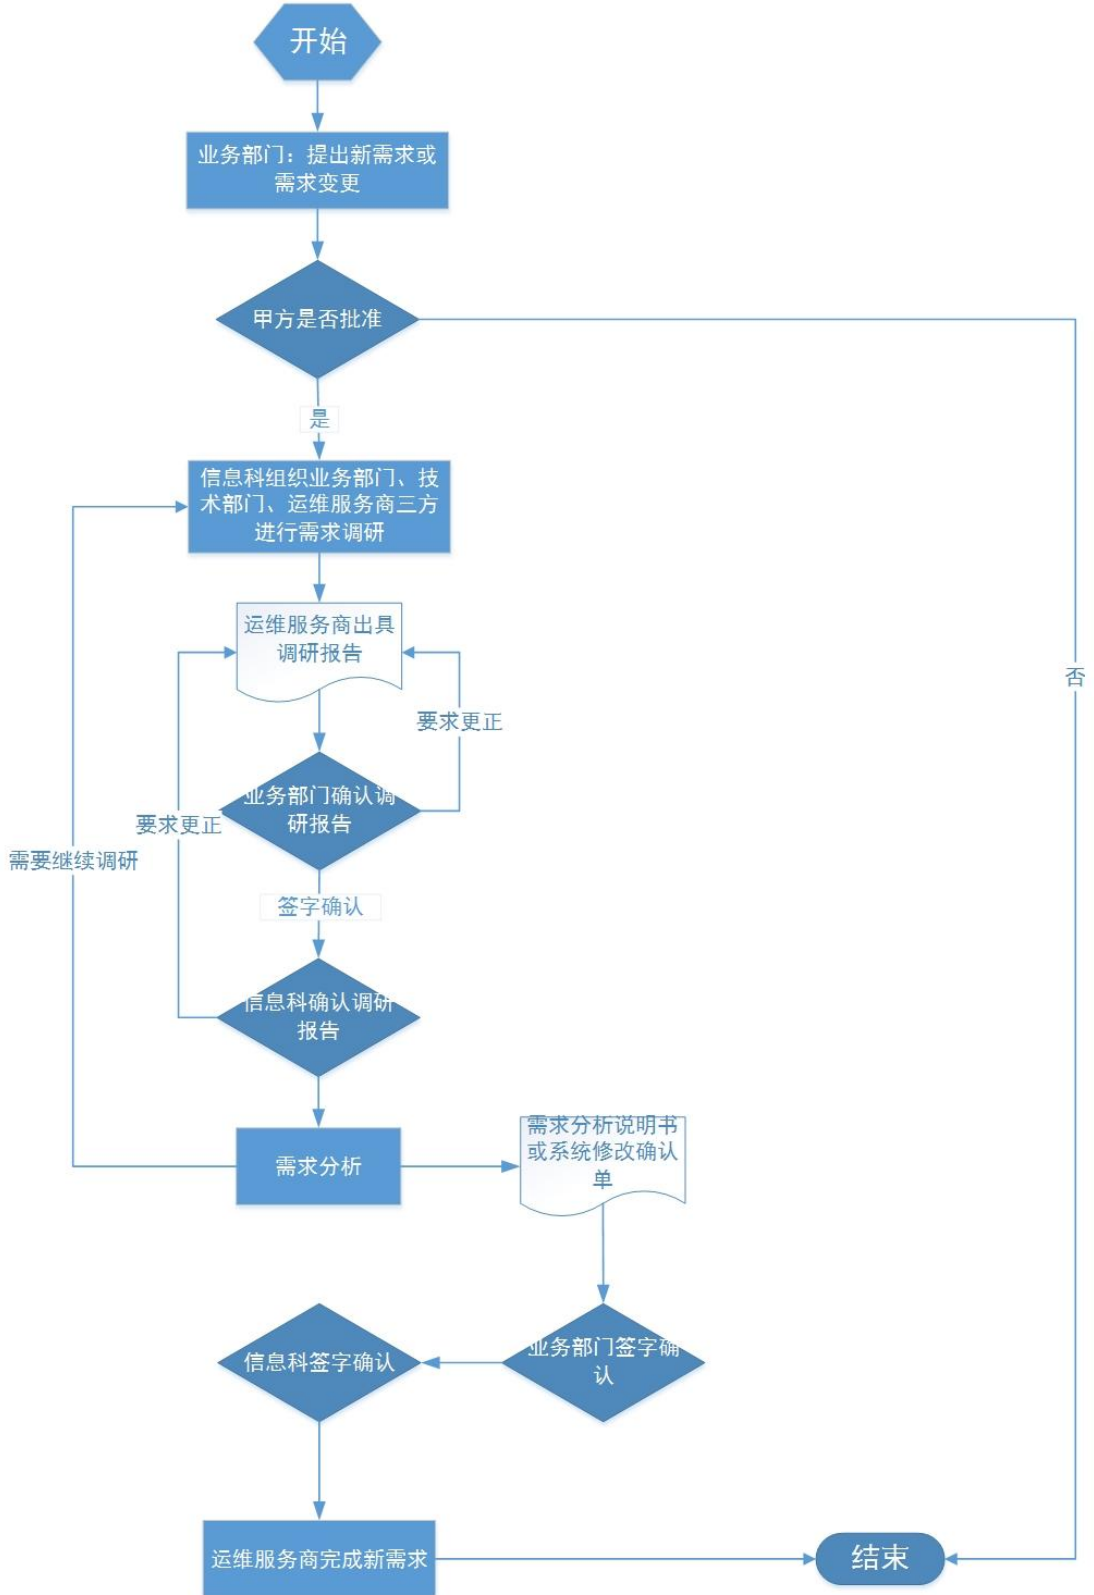 开始
业务部门：提出新需求或
需求变更
甲方是否批准
是
信息科组织业务部门、技
术部门、运维服务商三方
进行需求调研
运维服务商出具
调研报告
否
要求更正
业务部门确认调
研报告
要求更正
需要继续调研
签字确认
信息科确认调研
报告
需求分析说明书
或系统修改确认
单
需求分析
业务部门签字确
认
信息科签字确认
运维服务商完成新需求
结束